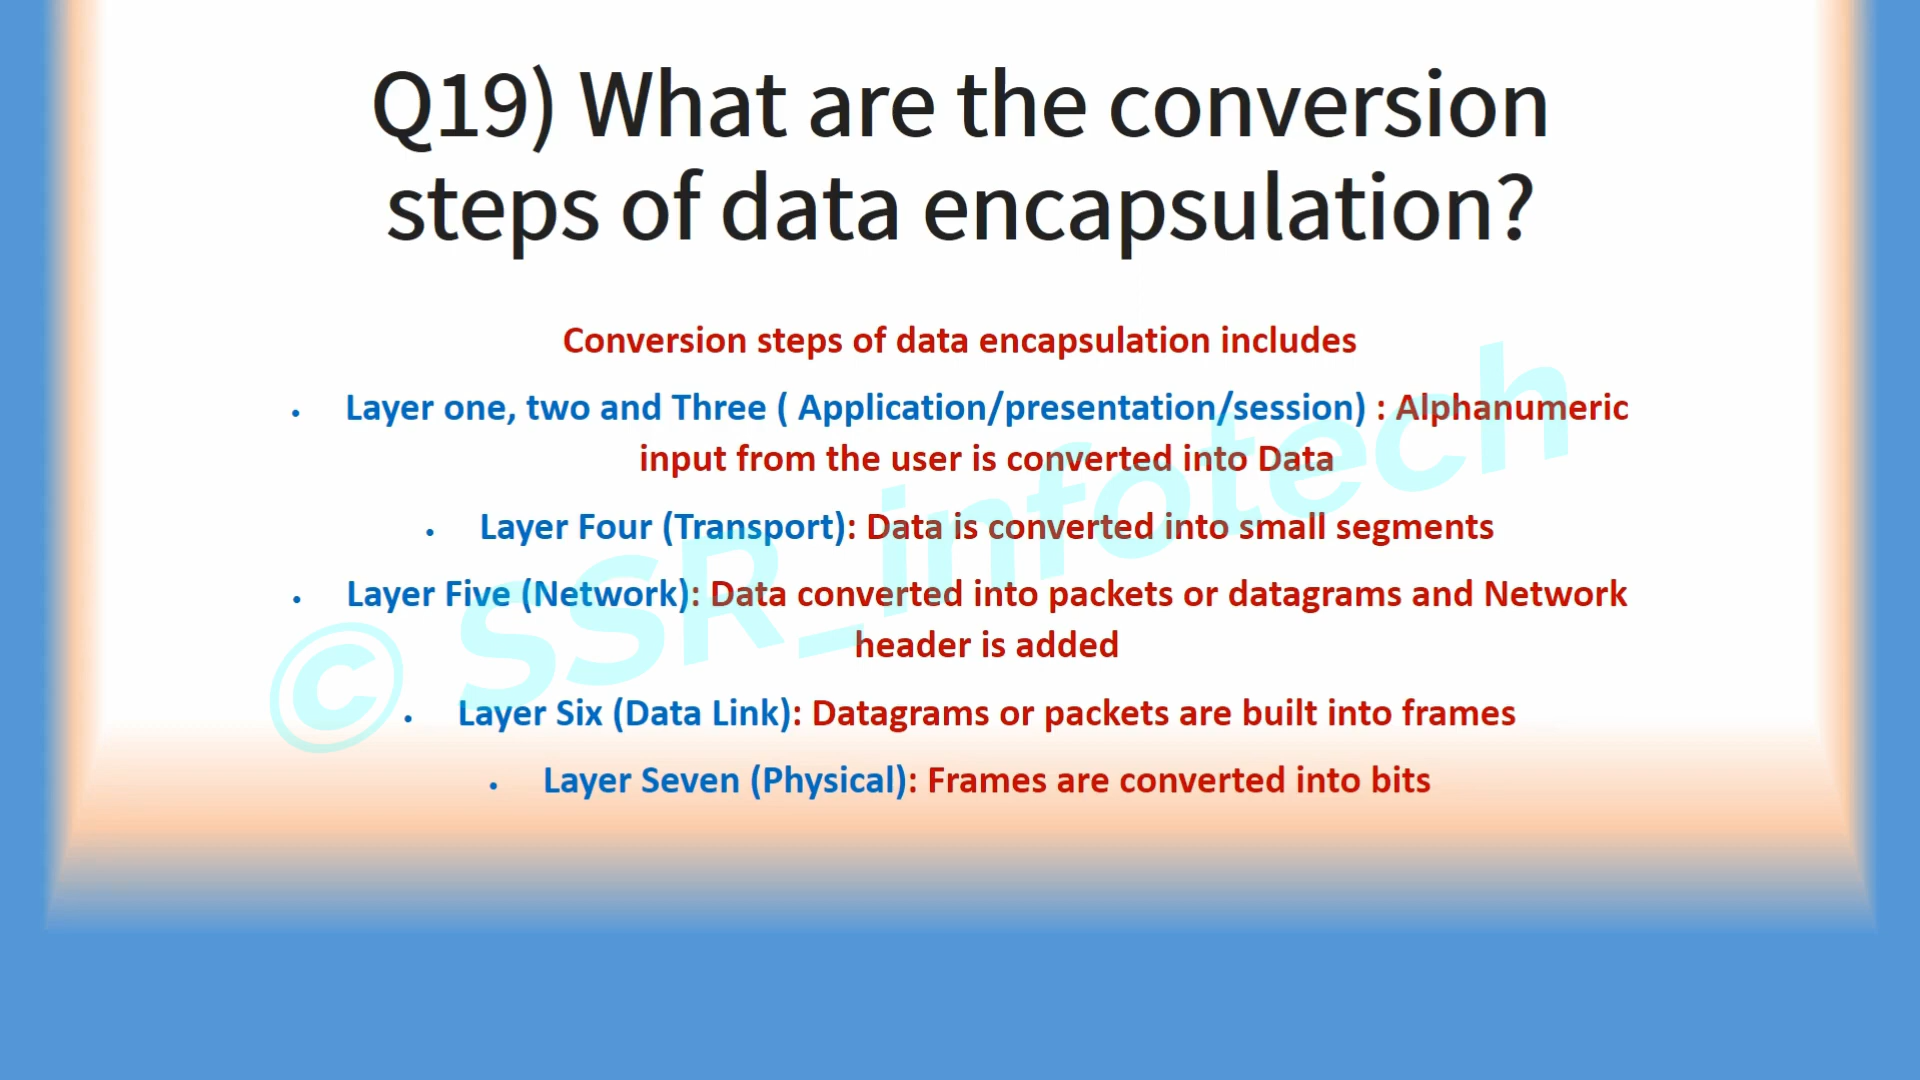 Q19) What are the conversion
steps of data encapsulation?
Conversion steps of data encapsulation includes
• Layer one, two and Three ( Application/presentation/session) : Alphanumeric
input from the user is converted into Data
• Layer Four (Transport): Data is converted into small segments
• Layer Five (Network): Data converted into packets or datagrams and Network
header is added
• Layer Six (Data Link): Datagrams or packets are built into frames
• Layer Seven (Physical): Frames are converted into bits
© SSR_infotech